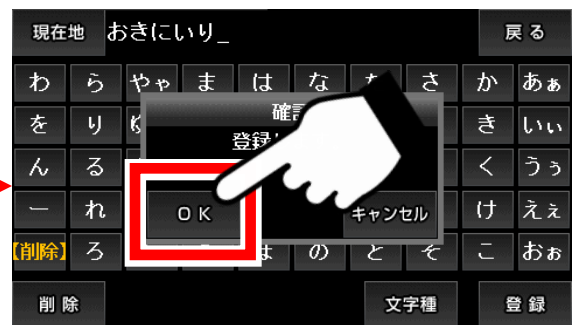 現在地 おきにいり_ 戻る
わ ら やゃ ま は な た さ か あぁ
を り 確 き いぃ
ん る 登録 く うぅ
ー れ OK キャンセル け えぇ
【削除】 ろ の と そ こ おぉ
削除 文字種 登録